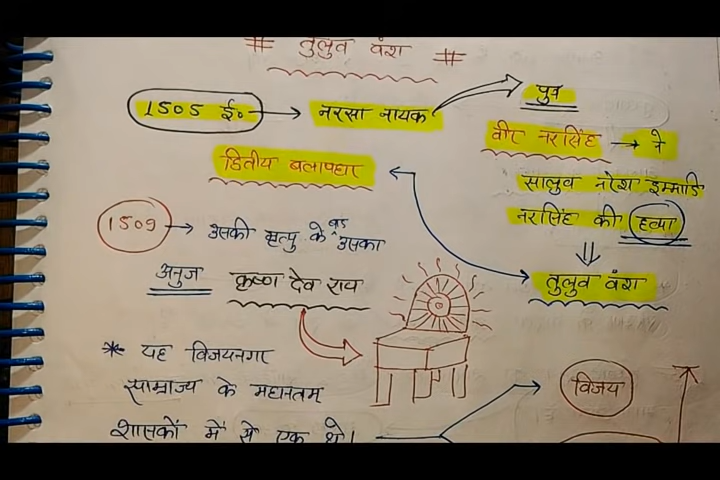 # तुलुव वंश #
1505 ई० → नरसा नायक
पुत्र
वीर नरसिंह → ने
सालुव नरेश इम्माडि
नरसिंह की हत्या
तुलुव वंश
द्वितीय बलापहार
1509 → उसकी मृत्यु के बाद उसका
अनुज कृष्ण देव राय
* यह विजयनगर
साम्राज्य के महानतम
शासकों में से एक थे।
विजय